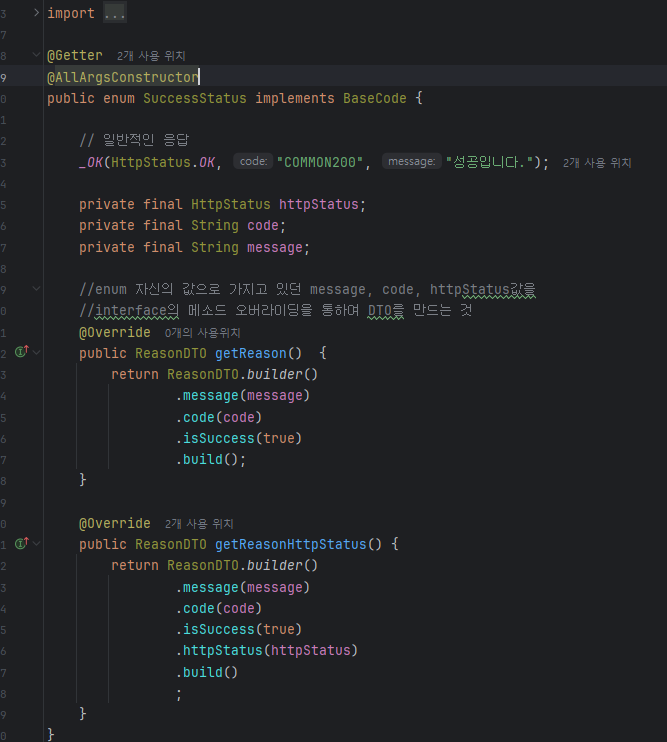 3 import ...
7
8 @Getter 2개 사용 위치
9 @AllArgsConstructor
0 public enum SuccessStatus implements BaseCode {
1
2 // 일반적인 응답
3 _OK(HttpStatus.OK, code: "COMMON200", message: "성공입니다."); 2개 사용 위치
4
5 private final HttpStatus httpStatus;
6 private final String code;
7 private final String message;
8
9 //enum 자신의 값으로 가지고 있던 message, code, httpStatus값을
0 //interface의 메소드 오버라이딩을 통하여 DTO를 만드는 것
1 @Override 0개의 사용위치
2 public ReasonDTO getReason()  {
3 return ReasonDTO.builder()
4 .message(message)
5 .code(code)
6 .isSuccess(true)
7 .build();
8 }
9
0 @Override 2개 사용 위치
1 public ReasonDTO getReasonHttpStatus() {
2 return ReasonDTO.builder()
3 .message(message)
4 .code(code)
5 .isSuccess(true)
6 .httpStatus(httpStatus)
7 .build()
8 ;
9 }
0 }